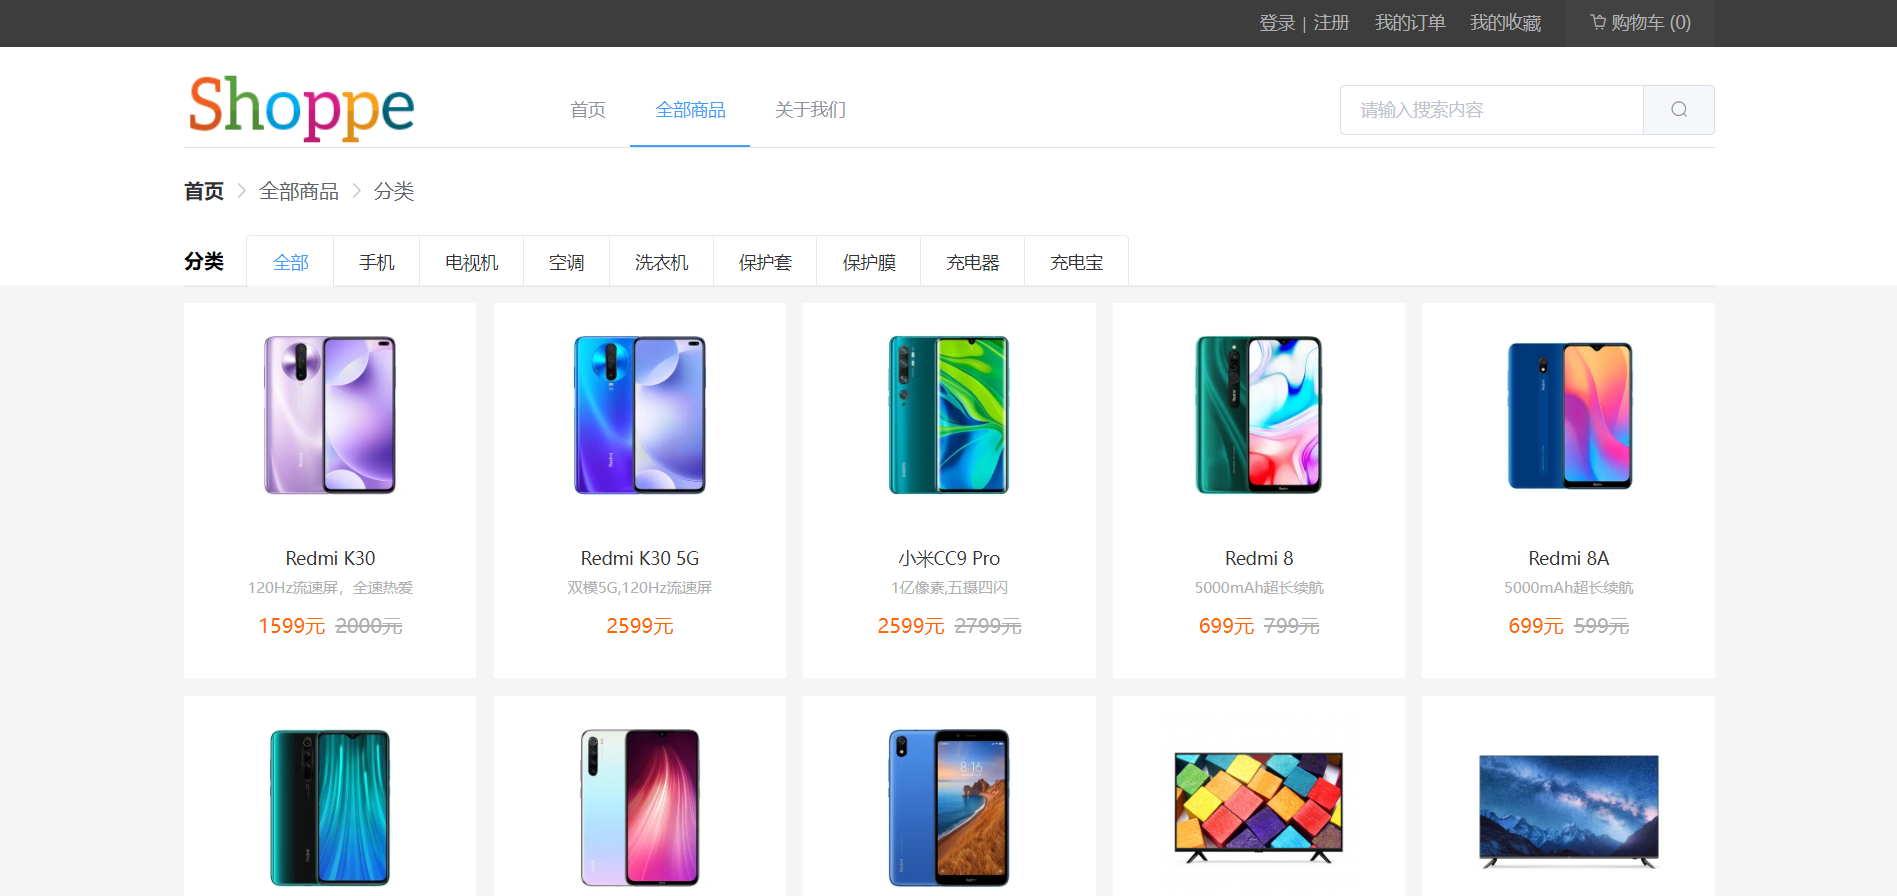 登录 | 注册 我的订单 我的收藏 购物车 (0)
Shoppe 首页 全部商品 关于我们 请输入搜索内容
首页 > 全部商品 > 分类
分类 全部 手机 电视机 空调 洗衣机 保护套 保护膜 充电器 充电宝
Redmi K30
120Hz流速屏，全速热爱
1599元 2000元
Redmi K30 5G
双模5G,120Hz流速屏
2599元
小米CC9 Pro
1亿像素,五摄四闪
2599元 2799元
Redmi 8
5000mAh超长续航
699元 799元
Redmi 8A
5000mAh超长续航
699元 599元
8:16